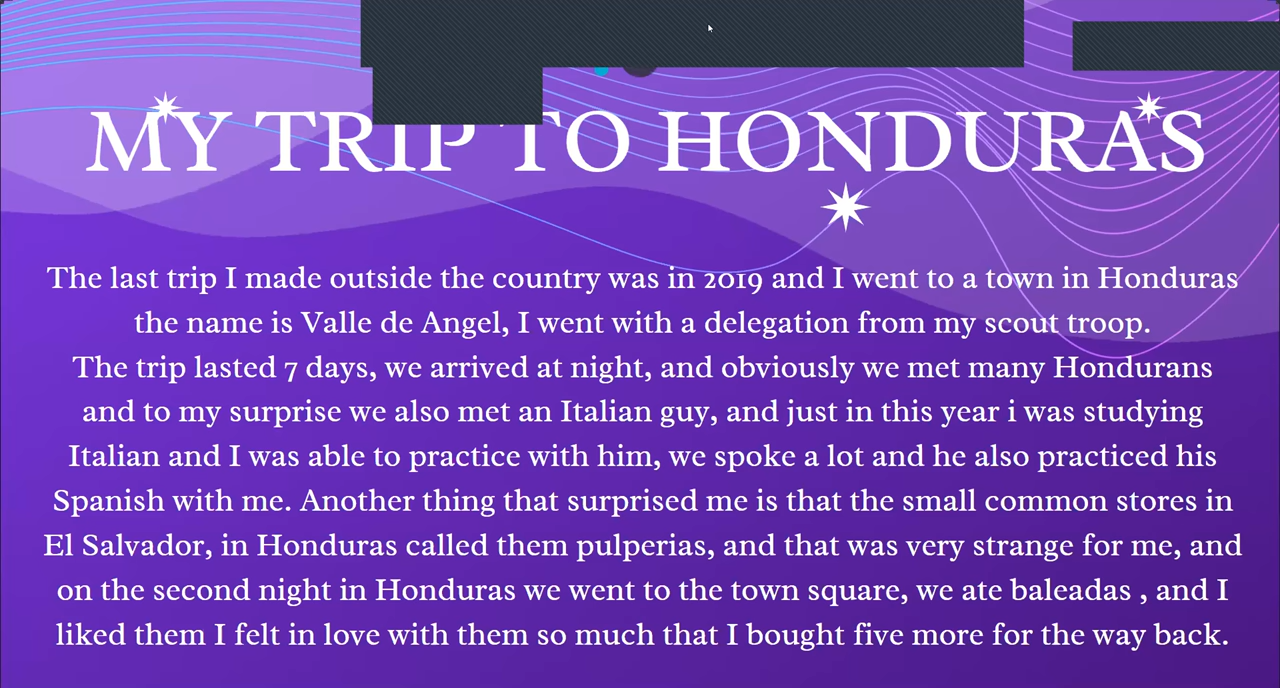 MY TRIP TO HONDURAS
The last trip I made outside the country was in 2019 and I went to a town in Honduras
the name is Valle de Angel, I went with a delegation from my scout troop.
The trip lasted 7 days, we arrived at night, and obviously we met many Hondurans
and to my surprise we also met an Italian guy, and just in this year i was studying
Italian and I was able to practice with him, we spoke a lot and he also practiced his
Spanish with me. Another thing that surprised me is that the small common stores in
El Salvador, in Honduras called them pulperias, and that was very strange for me, and
on the second night in Honduras we went to the town square, we ate baleadas , and I
liked them I felt in love with them so much that I bought five more for the way back.